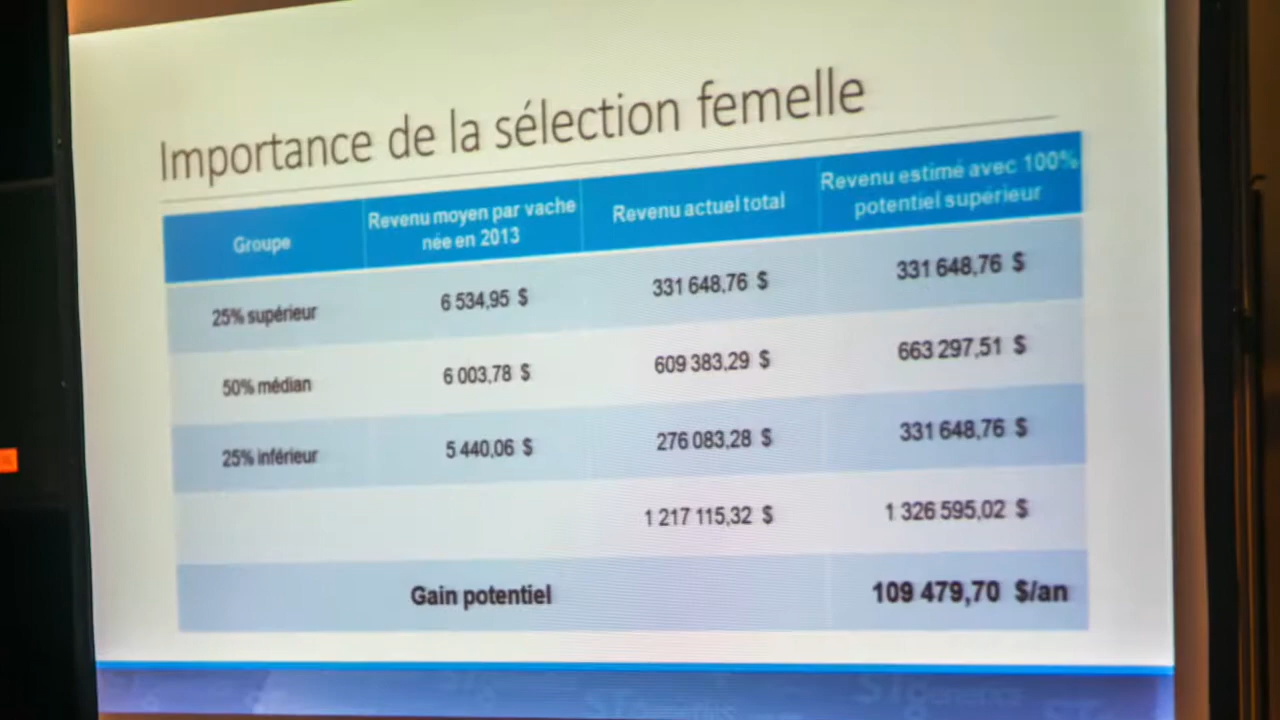 Importance de la sélection femelle
Groupe
Revenu moyen par vache
née en 2013
Revenu actuel total
Revenu estimé avec 100%
potentiel supérieur
25% supérieur
6 534,95 $
331 648,76 $
331 648,76 $
50% médian
6 003,78 $
609 383,29 $
663 297,51 $
25% inférieur
5 440,06 $
276 083,28 $
331 648,76 $
1 217 115,32 $
1 326 595,02 $
Gain potentiel
109 479,70 $/an